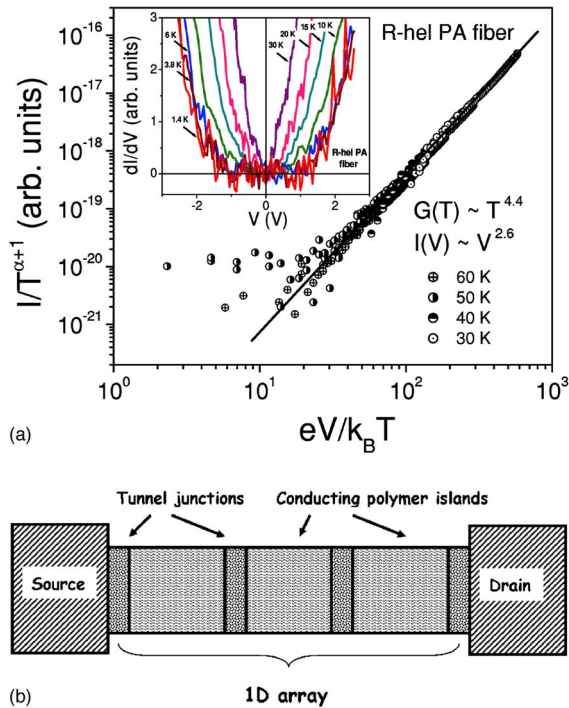 R-hel PA fiber
I/T^{α+1} (arb. units)
10^{-16}
10^{-17}
10^{-18}
10^{-19}
10^{-20}
10^{-21}
dI/dV (arb. units)
3
2
1
0
6 K
3.8 K
1.4 K
30 K
20 K
15 K
10 K
R-hel PA
fiber
-2
0
2
V (V)
G(T) ~ T^{4.4}
I(V) ~ V^{2.6}
60 K
50 K
40 K
30 K
10^0
10^1
10^2
10^3
eV/k_BT
(a)
Tunnel junctions
Conducting polymer islands
Source
Drain
1D array
(b)